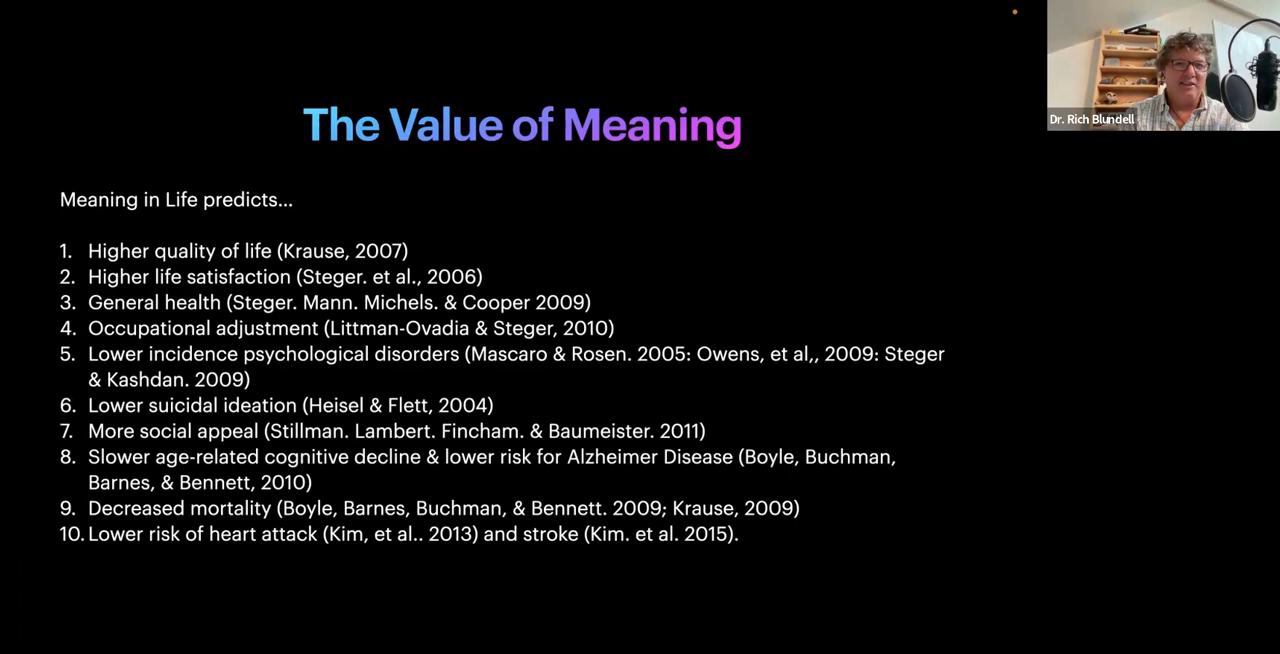 The Value of Meaning
Dr. Rich Blundell
Meaning in Life predicts...
1. Higher quality of life (Krause, 2007)
2. Higher life satisfaction (Steger. et al., 2006)
3. General health (Steger. Mann. Michels. & Cooper 2009)
4. Occupational adjustment (Littman-Ovadia & Steger, 2010)
5. Lower incidence psychological disorders (Mascaro & Rosen. 2005: Owens, et al,, 2009: Steger
& Kashdan. 2009)
6. Lower suicidal ideation (Heisel & Flett, 2004)
7. More social appeal (Stillman. Lambert. Fincham. & Baumeister. 2011)
8. Slower age-related cognitive decline & lower risk for Alzheimer Disease (Boyle, Buchman,
Barnes, & Bennett, 2010)
9. Decreased mortality (Boyle, Barnes, Buchman, & Bennett. 2009; Krause, 2009)
10. Lower risk of heart attack (Kim, et al.. 2013) and stroke (Kim. et al. 2015).